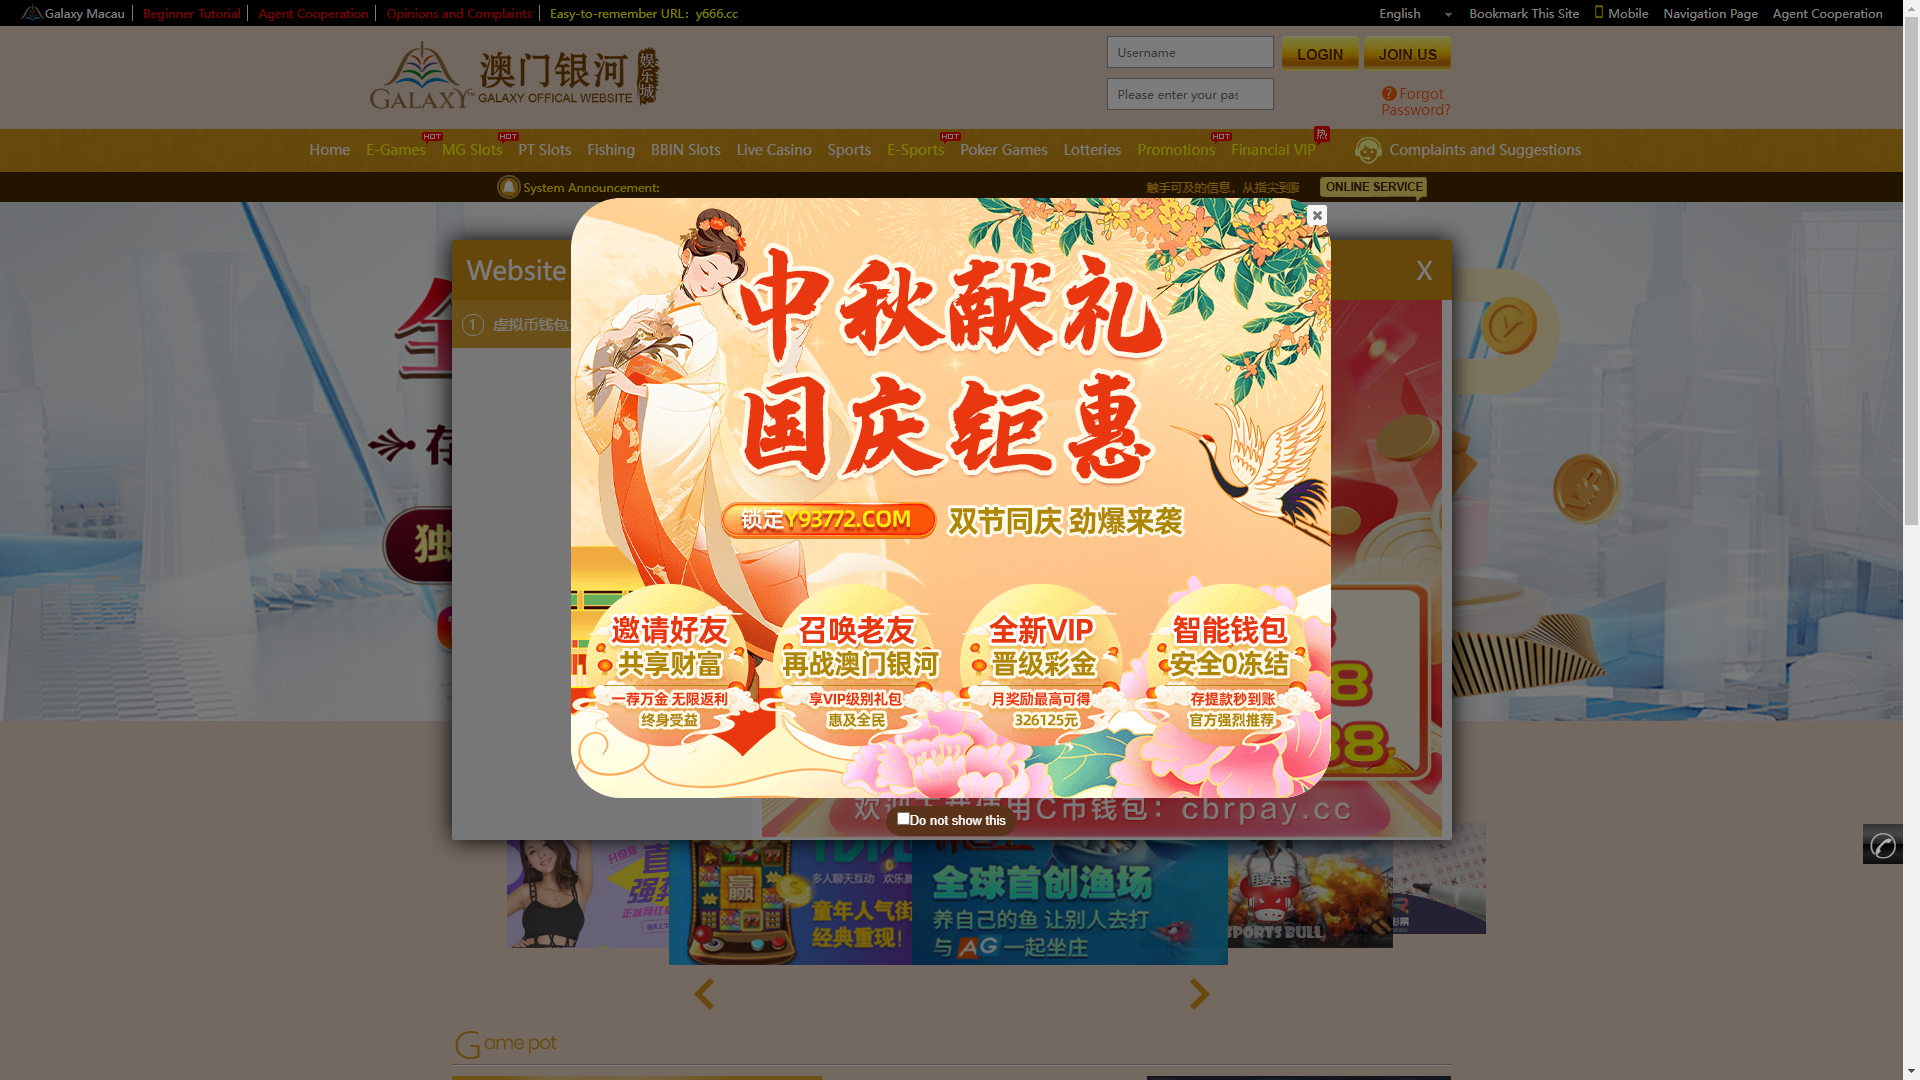 Galaxy Macau
Beginner Tutorial
Agent Cooperation
Opinions and Complaints
Easy-to-remember URL：y666.cc
English
Bookmark This Site
Mobile
Navigation Page
Agent Cooperation
GALAXY™
澳门银河
娱乐城
GALAXY OFFICAL WEBSITE
Username
LOGIN
JOIN US
Please enter your pas
Forgot
Password?
Home
E-Games
HOT
MG Slots
HOT
PT Slots
Fishing
BBIN Slots
Live Casino
Sports
E-Sports
HOT
Poker Games
Lotteries
Promotions
HOT
Financial VIP
热
Complaints and Suggestions
System Announcement:
触手可及的信息，从指尖到
ONLINE SERVICE
Website
X
1
虚拟币钱包
中秋献礼
国庆钜惠
锁定Y93772.COM
双节同庆 劲爆来袭
独
VIP
邀请好友
共享财富
一荐万金·无限返利
终身受益
召唤老友
再战澳门银河
享VIP级别礼包
惠及全民
全新VIP
晋级彩金
月奖励最高可得
326125元
智能钱包
安全0冻结
存提款秒到账
官方强烈推荐
8
88
用C币钱包：cbrpay.cc
Do not show this
赢
多人聊天互动
童年人气街
经典重现！
全球首创渔场
养自己的鱼 让别人去打
与AG一起坐庄
SPORTS BULL
Game pot